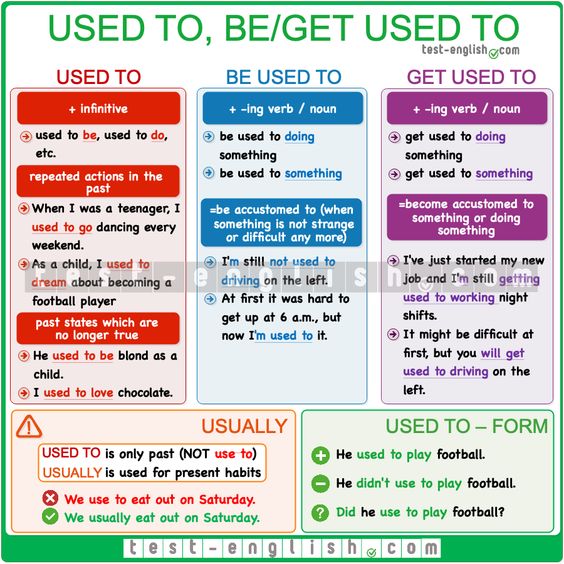 USED TO, BE/GET USED TO
test-english.com
USED TO
+ infinitive
used to be, used to do,
etc.
repeated actions in the
past
When I was a teenager, I
used to go dancing every
weekend.
As a child, I used to
dream about becoming a
football player
past states which are
no longer true
He used to be blond as a
child.
I used to love chocolate.
BE USED TO
+ -ing verb / noun
be used to doing
something
be used to something
=be accustomed to (when
something is not strange
or difficult any more)
I'm still not used to
driving on the left.
At first it was hard to
get up at 6 a.m., but
now I'm used to it.
GET USED TO
+ -ing verb / noun
get used to doing
something
get used to something
=become accustomed to
something or doing
something
I've just started my new
job and I'm still getting
used to working night
shifts.
It might be difficult at
first, but you will get
used to driving on the
left.
test-english.com
USUALLY
USED TO is only past (NOT use to)
USUALLY is used for present habits
We use to eat out on Saturday.
We usually eat out on Saturday.
USED TO – FORM
+ He used to play football.
– He didn't use to play football.
? Did he use to play football?
test-english.com